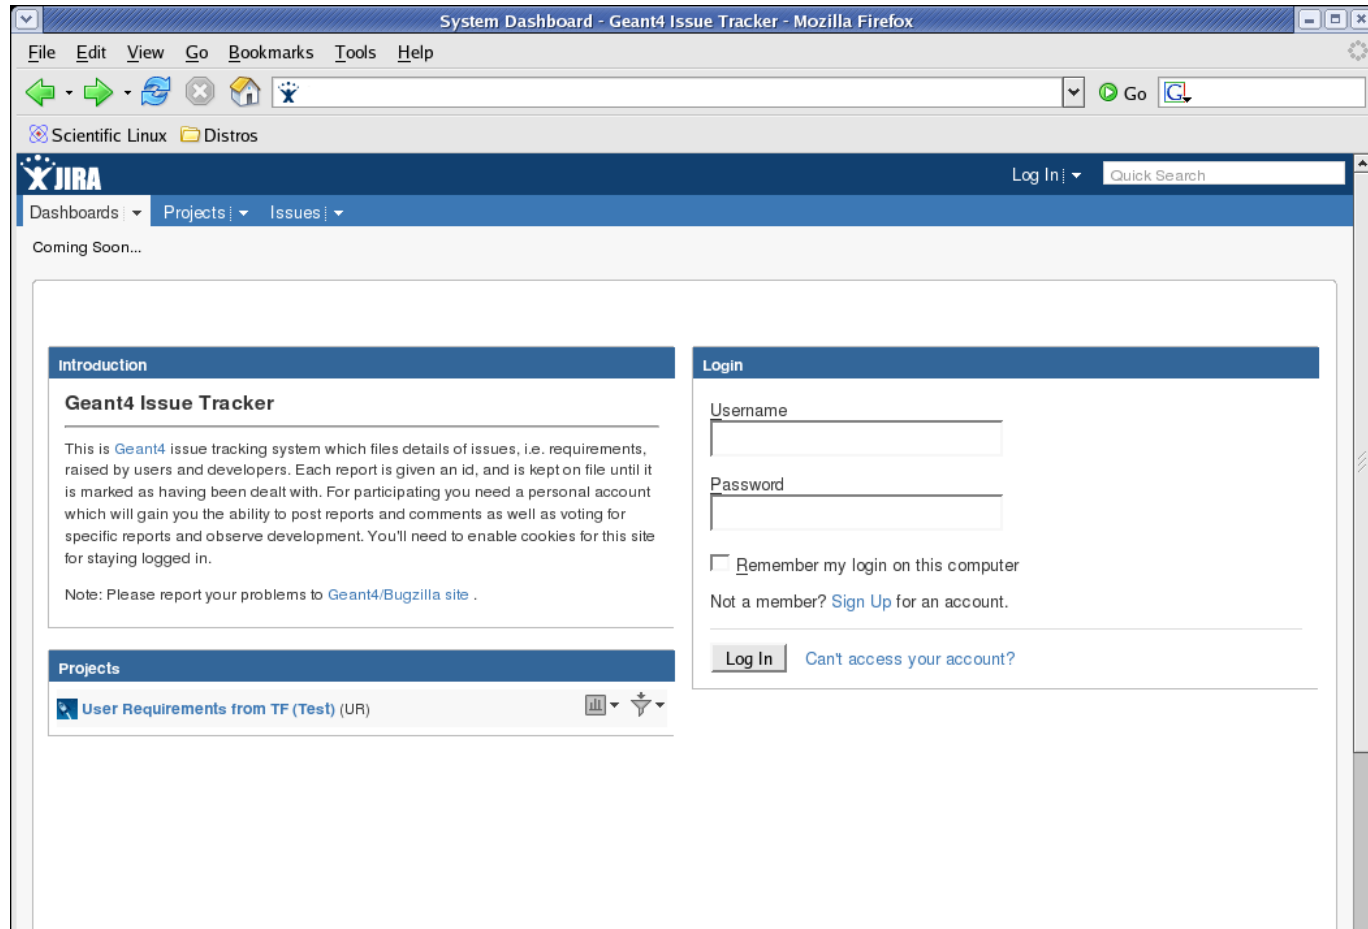 System Dashboard - Geant4 Issue Tracker - Mozilla Firefox
File Edit View Go Bookmarks Tools Help
Go G
Scientific Linux Distros
JIRA Log In Quick Search
Dashboards Projects Issues
Coming Soon...
Introduction
Geant4 Issue Tracker
This is Geant4 issue tracking system which files details of issues, i.e. requirements,
raised by users and developers. Each report is given an id, and is kept on file until it
is marked as having been dealt with. For participating you need a personal account
which will gain you the ability to post reports and comments as well as voting for
specific reports and observe development. You'll need to enable cookies for this site
for staying logged in.
Note: Please report your problems to Geant4/Bugzilla site .
Projects
User Requirements from TF (Test) (UR)
Login
Username
Password
Remember my login on this computer
Not a member? Sign Up for an account.
Log In Can't access your account?